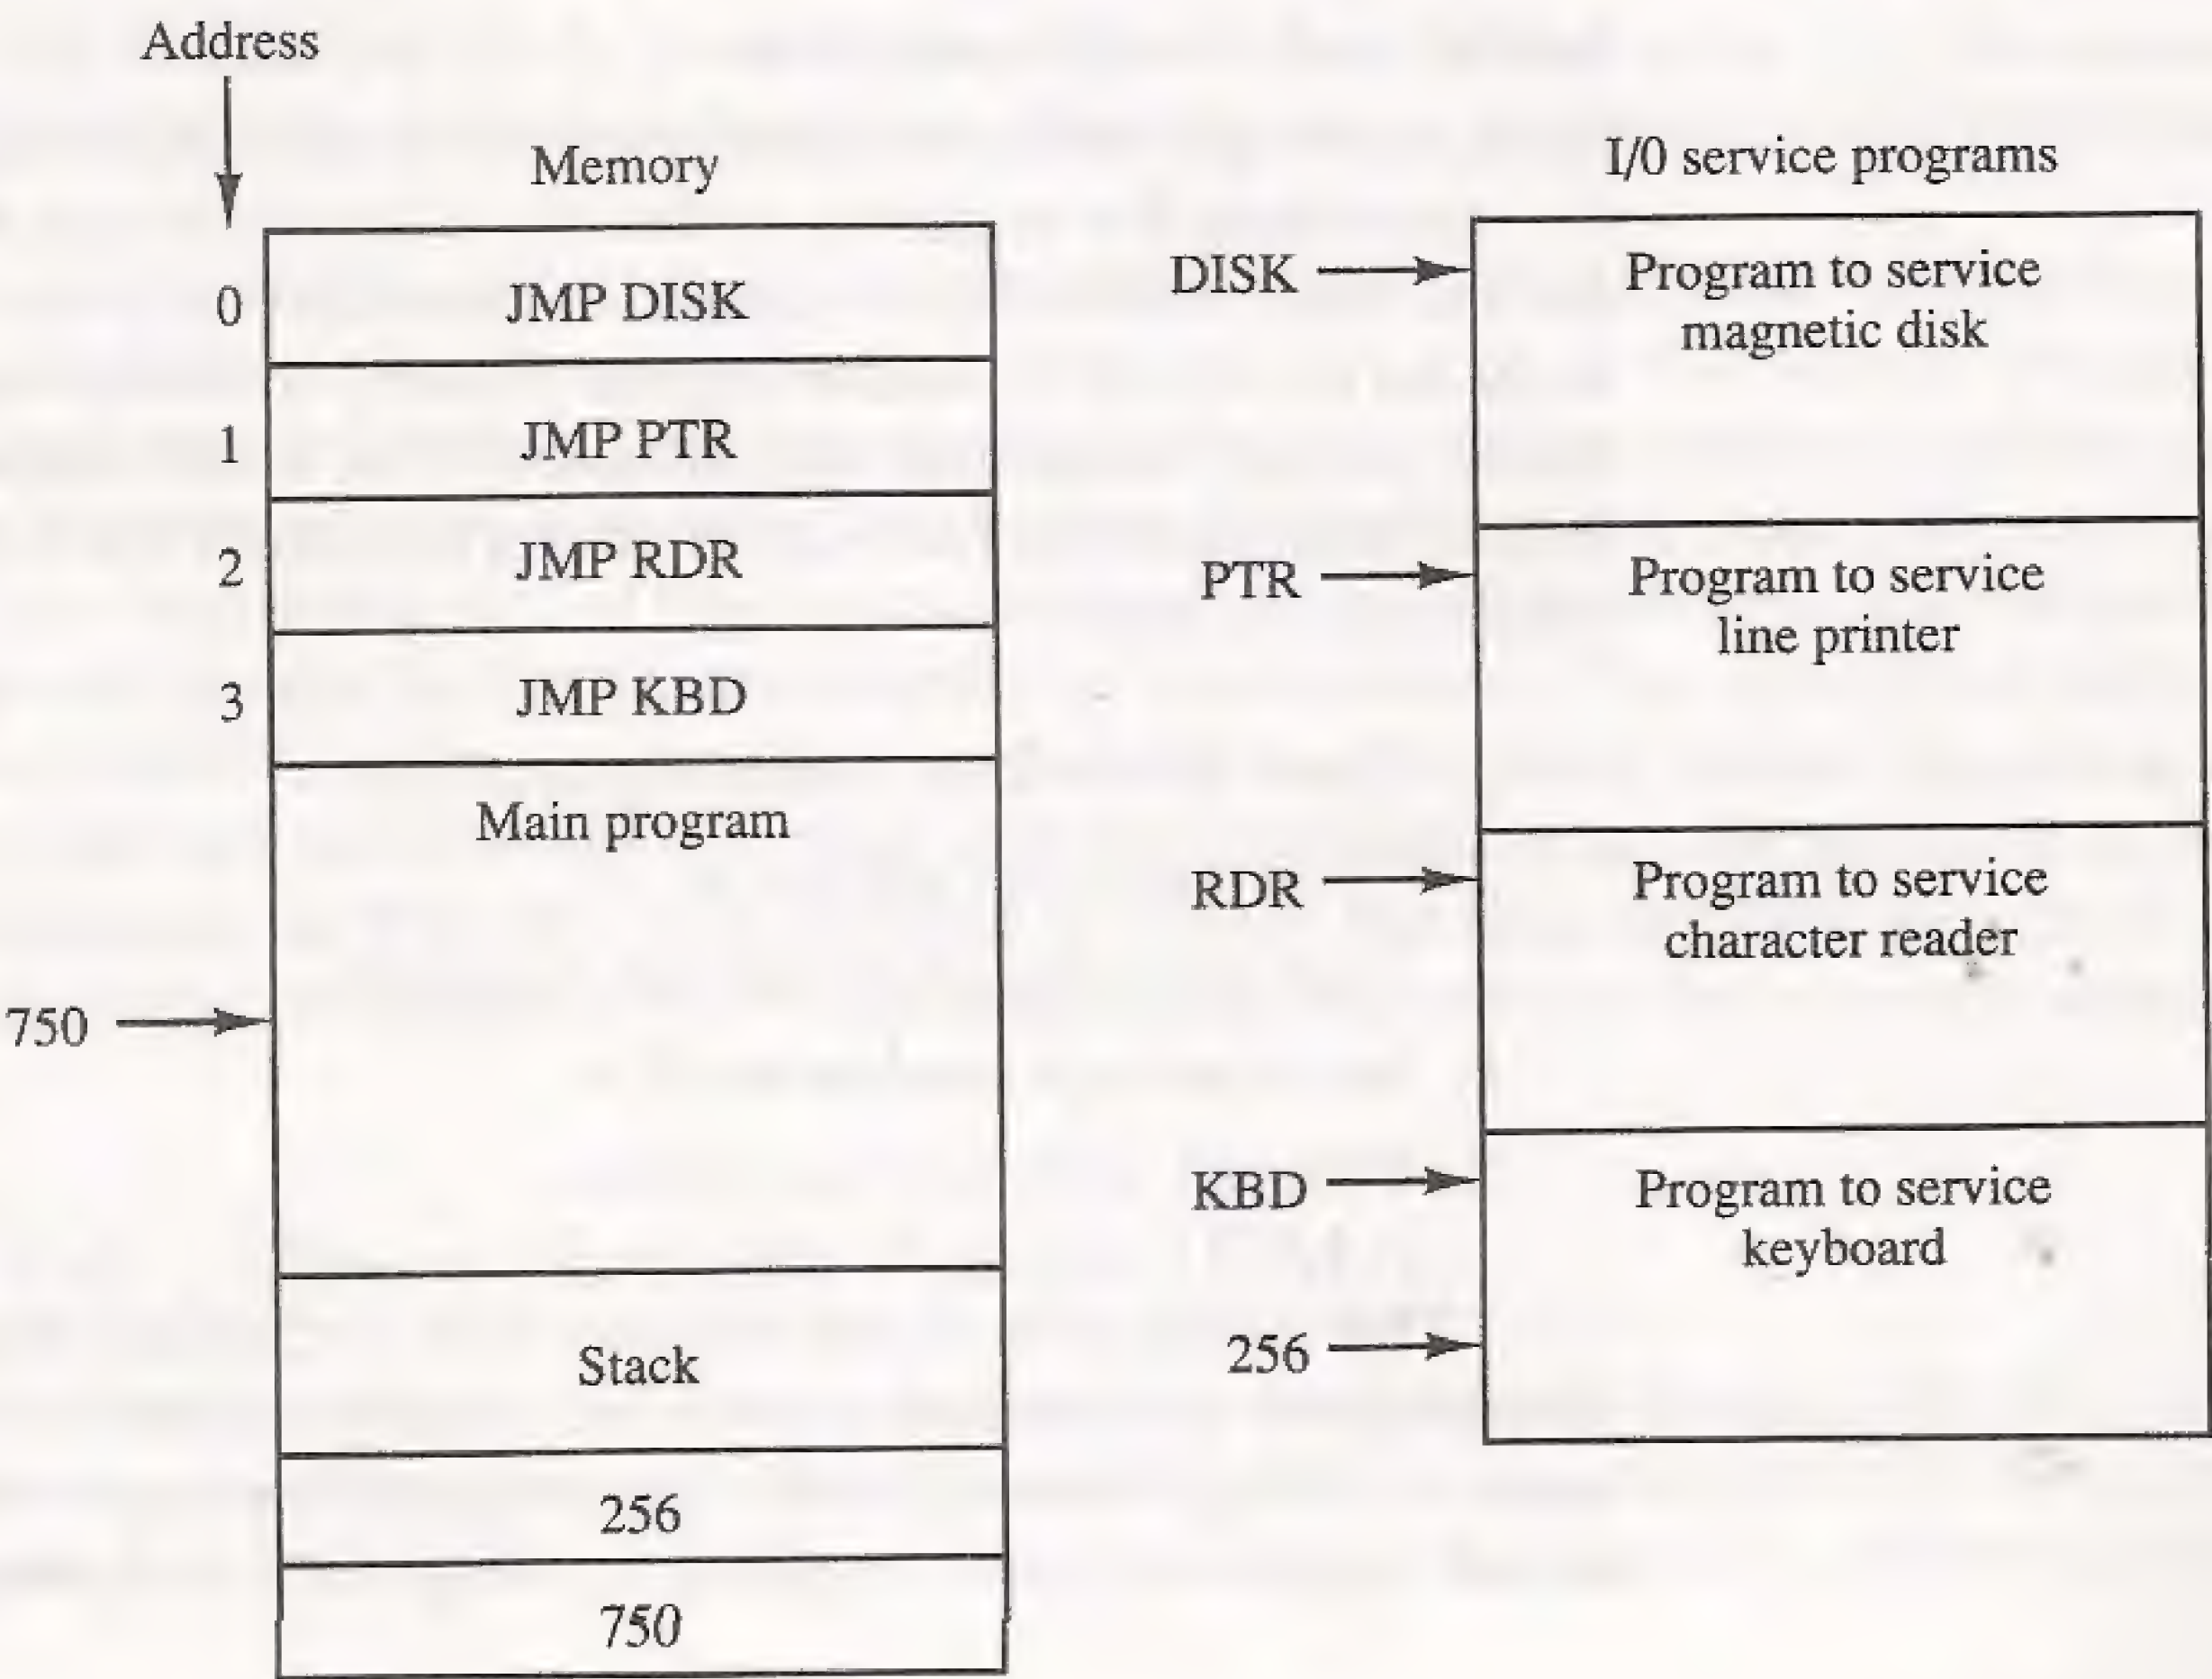 Address
Memory
0
JMP DISK
1
JMP PTR
2
JMP RDR
3
JMP KBD
Main program
750
Stack
256
750
I/0 service programs
DISK
Program to service
magnetic disk
PTR
Program to service
line printer
RDR
Program to service
character reader
KBD
Program to service
keyboard
256